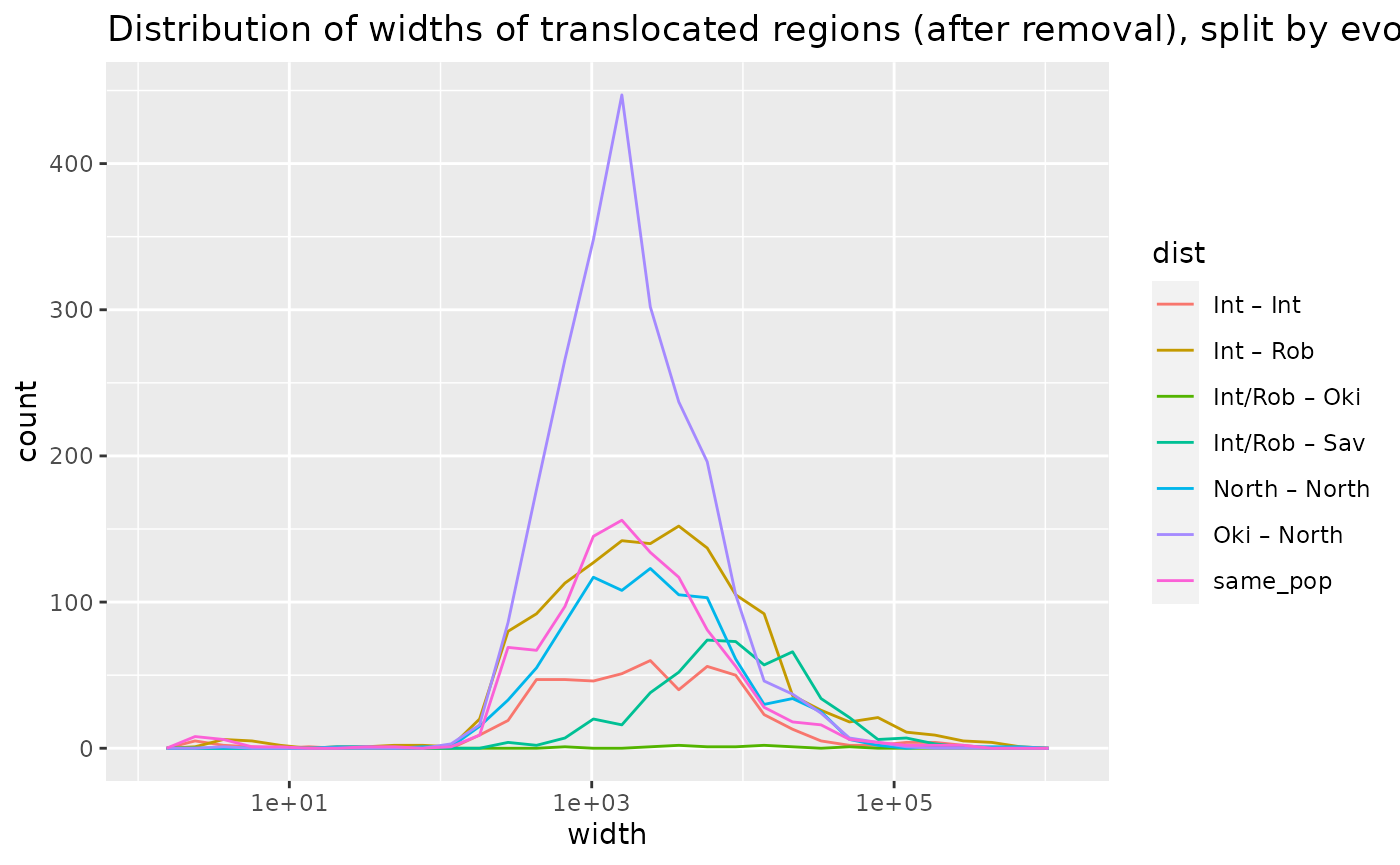 Distribution of widths of translocated regions (after removal), split by evo
400
300
200
100
0
count
1e+01
1e+03
1e+05
width
dist
Int – Int
Int – Rob
Int/Rob – Oki
Int/Rob – Sav
North – North
Oki – North
same_pop